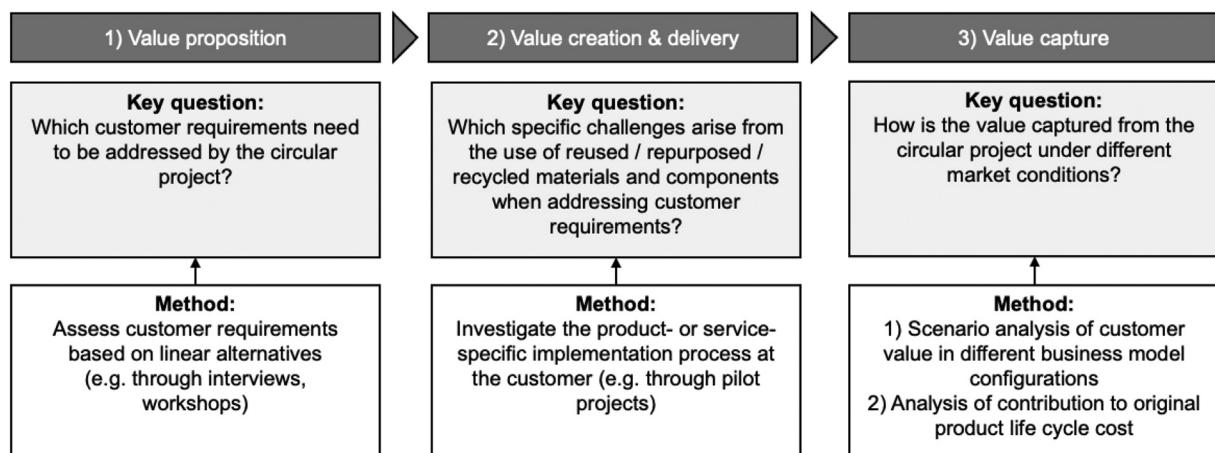 1) Value proposition
2) Value creation & delivery
3) Value capture
Key question:
Which customer requirements need
to be addressed by the circular
project?
Key question:
Which specific challenges arise from
the use of reused / repurposed /
recycled materials and components
when addressing customer
requirements?
Key question:
How is the value captured from the
circular project under different
market conditions?
Method:
Assess customer requirements
based on linear alternatives
(e.g. through interviews,
workshops)
Method:
Investigate the product- or service-
specific implementation process at
the customer (e.g. through pilot
projects)
Method:
1) Scenario analysis of customer
value in different business model
configurations
2) Analysis of contribution to original
product life cycle cost